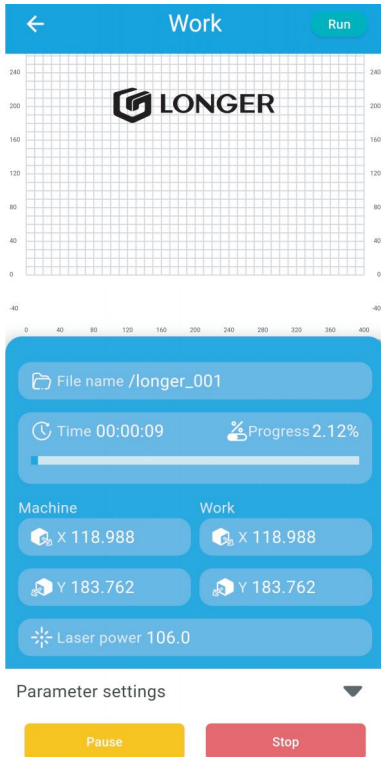 Work
Run
240 240
LONGER
200 200
160 160
120 120
80 80
40 40
0 0
-40 -40
0 40 80 120 160 200 240 280 320 360 400
File name /longer_001
Time 00:00:09 % Progress 2.12%
Machine Work
X 118.988 X 118.988
Y 183.762 Y 183.762
Laser power 106.0
Parameter settings
Pause Stop